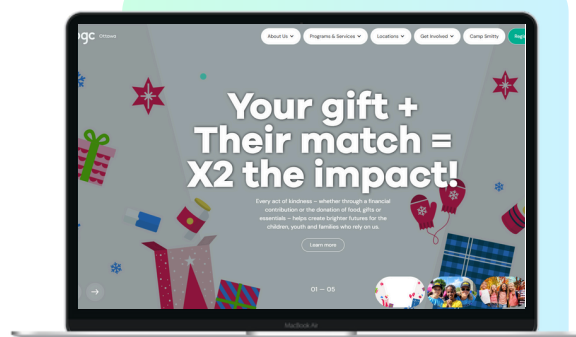 bgc Ottawa
About Us
Programs & Services
Locations
Get Involved
Camp Smitty
Your gift +
Their match =
X2 the impact!
Every act of kindness – whether through a financial
contribution or the donation of food, gifts or
essentials – helps create brighter futures for the
children, youth and families who rely on us.
Learn more
01 — 05
MacBook Air